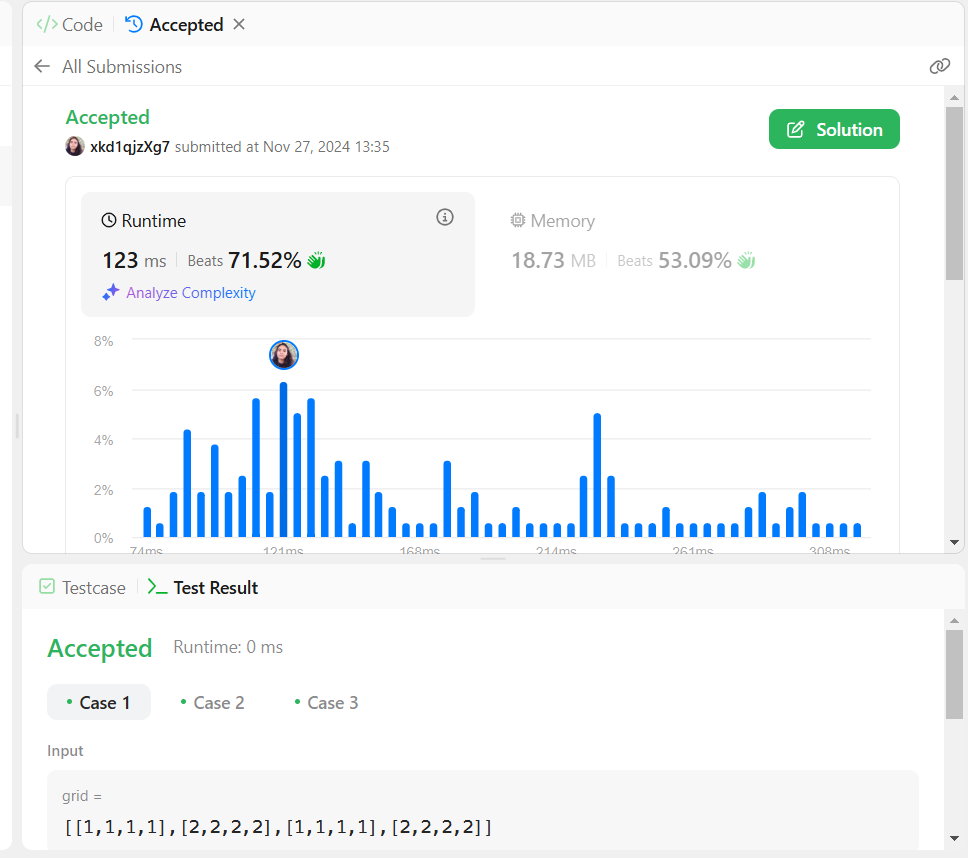 </> Code Accepted
All Submissions
Accepted
xkd1qjzXg7 submitted at Nov 27, 2024 13:35
Solution
Runtime
123 ms Beats 71.52%
Analyze Complexity
Memory
18.73 MB Beats 53.09%
8%
6%
4%
2%
0%
74ms 121ms 168ms 214ms 261ms 308ms
Testcase Test Result
Accepted Runtime: 0 ms
Case 1 Case 2 Case 3
Input
grid =
[[1,1,1,1],[2,2,2,2],[1,1,1,1],[2,2,2,2]]